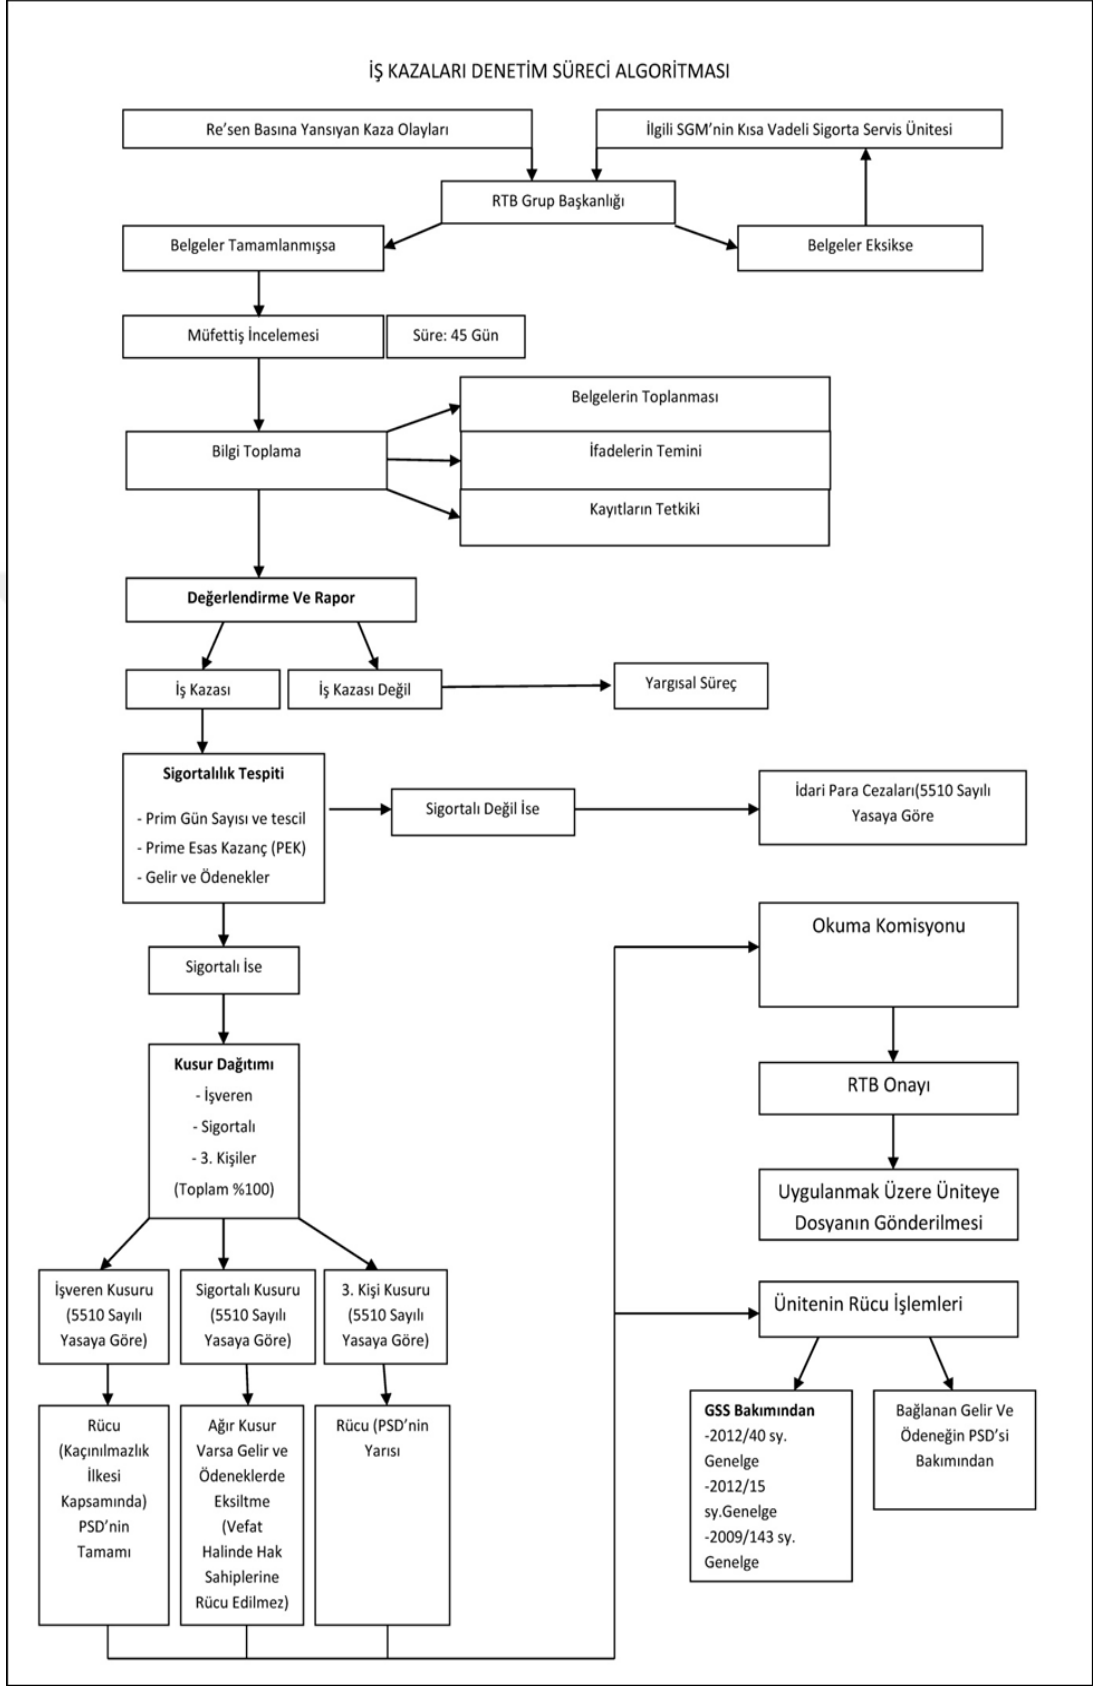 İŞ KAZALARI DENETİM SÜRECİ ALGORİTMASI
Re'sen Basına Yansıyan Kaza Olayları
İlgili SGM'nin Kısa Vadeli Sigorta Servis Ünitesi
RTB Grup Başkanlığı
Belgeler Tamamlanmışsa
Belgeler Eksikse
Müfettiş İncelemesi
Süre: 45 Gün
Belgelerin Toplanması
Bilgi Toplama
İfadelerin Temini
Kayıtların Tetkiki
Değerlendirme Ve Rapor
İş Kazası
İş Kazası Değil
Yargısal Süreç
Sigortalılık Tespiti
- Prim Gün Sayısı ve tescil
- Prime Esas Kazanç (PEK)
- Gelir ve Ödenekler
Sigortalı Değil İse
İdari Para Cezaları(5510 Sayılı
Yasaya Göre
Sigortalı İse
Kusur Dağıtımı
- İşveren
- Sigortalı
- 3. Kişiler
(Toplam %100)
İşveren Kusuru
(5510 Sayılı
Yasaya Göre)
Sigortalı Kusuru
(5510 Sayılı
Yasaya Göre)
3. Kişi Kusuru
(5510 Sayılı
Yasaya Göre)
Rücu
(Kaçınılmazlık
İlkesi
Kapsamında)
PSD'nin
Tamamı
Ağır Kusur
Varsa Gelir ve
Ödeneklerde
Eksiltme
(Vefat
Halinde Hak
Sahiplerine
Rücu Edilmez)
Rücu (PSD'nin
Yarısı
Okuma Komisyonu
RTB Onayı
Uygulanmak Üzere Üniteye
Dosyanın Gönderilmesi
Ünitenin Rücu İşlemleri
GSS Bakımından
-2012/40 sy.
Genelge
-2012/15
sy.Genelge
-2009/143 sy.
Genelge
Bağlanan Gelir Ve
Ödeneğin PSD'si
Bakımından